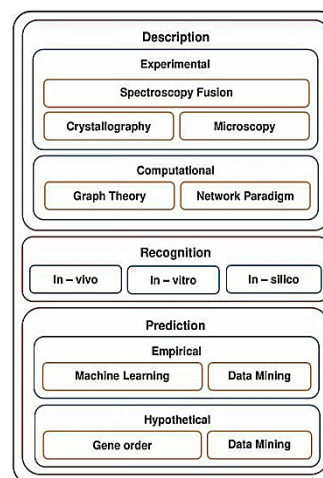 Description
Experimental
Spectroscopy Fusion
Crystallography Microscopy
Computational
Graph Theory Network Paradigm
Recognition
In – vivo In – vitro In – silico
Prediction
Empirical
Machine Learning Data Mining
Hypothetical
Gene order Data Mining